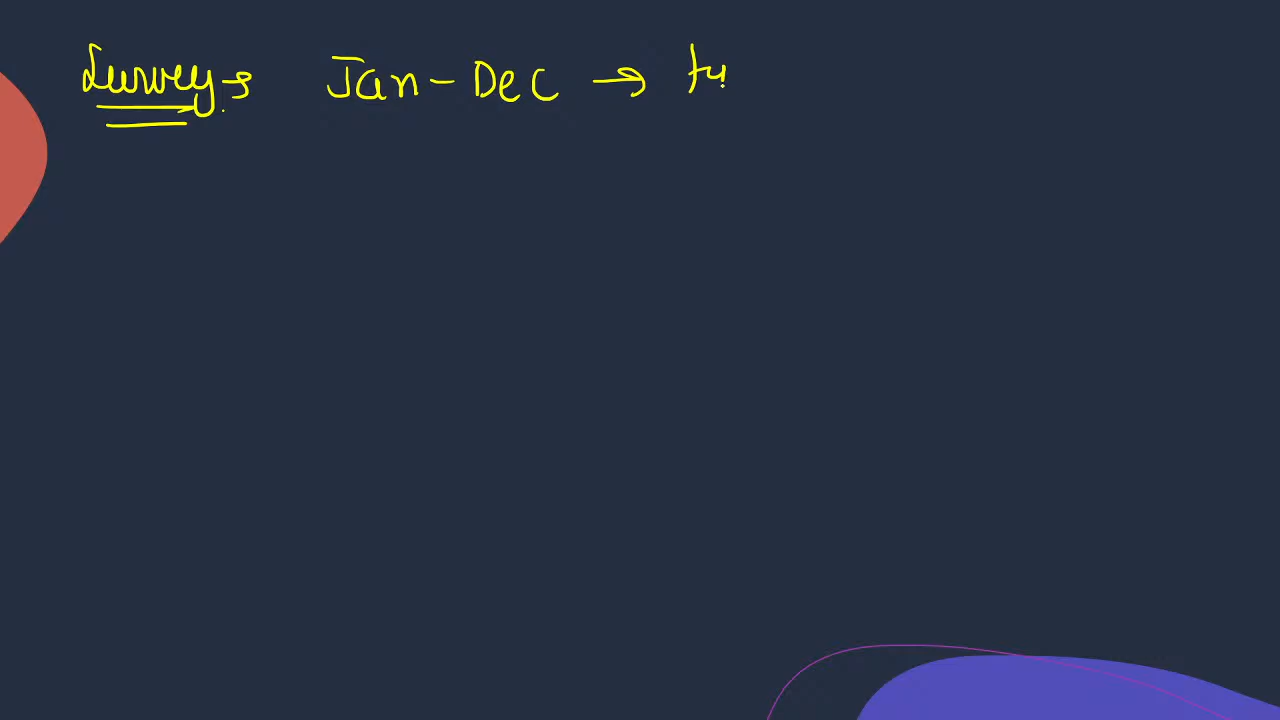 Survey → Jan - Dec →